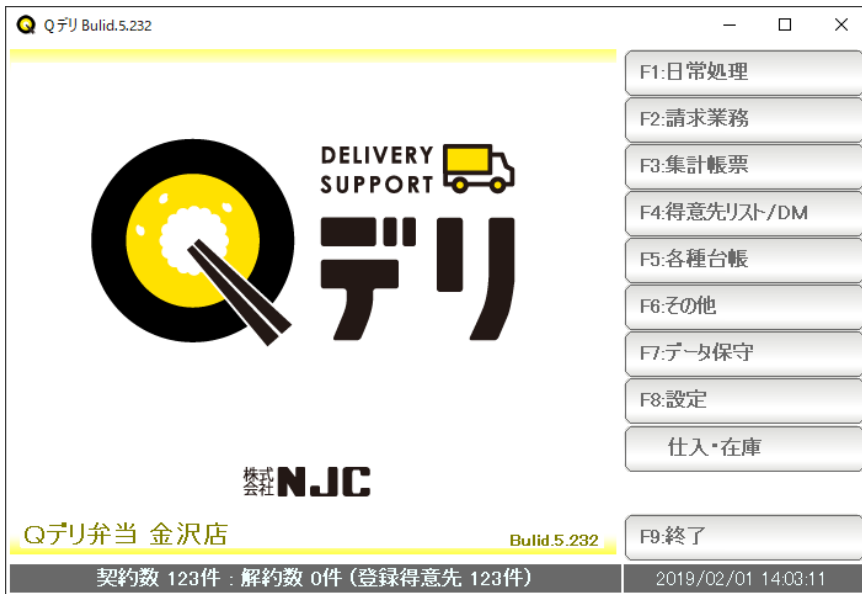 Qデリ Bulid.5.232
DELIVERY
SUPPORT
Qデリ
株式会社NJC
Qデリ弁当 金沢店
Bulid.5.232
契約数 123件 : 解約数 0件 (登録得意先 123件)
F1:日常処理
F2:請求業務
F3:集計帳票
F4:得意先リスト/DM
F5:各種台帳
F6:その他
F7:データ保守
F8:設定
仕入・在庫
F9:終了
2019/02/01 14:03:11